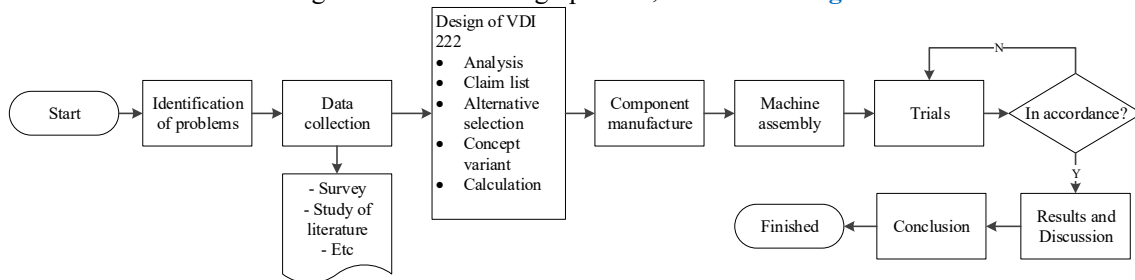 Design of VDI
222
• Analysis
• Claim list
• Alternative
selection
• Concept
variant
• Calculation
Start
Identification
of problems
Data
collection
Component
manufacture
Machine
assembly
Trials
N
In accordance?
Y
- Survey
- Study of
literature
- Etc
Finished
Conclusion
Results and
Discussion